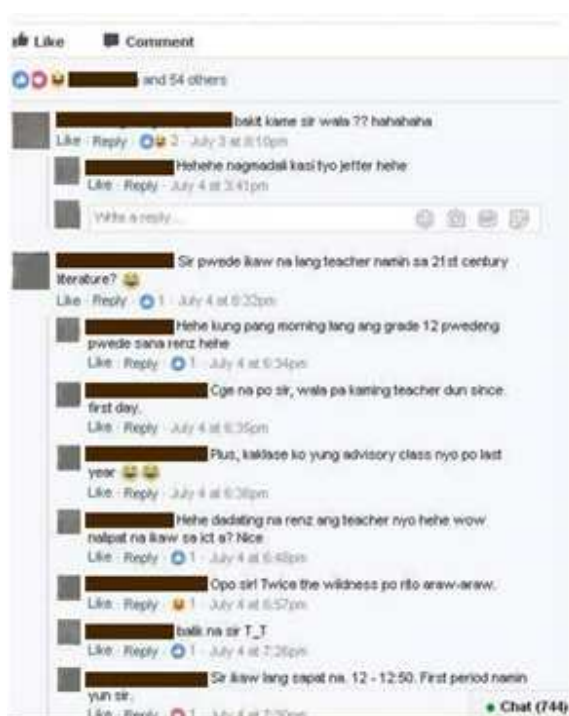 Like Comment
and 54 others
bakit kame sir wala ?? hahahaha
Like · Reply · 2 · July 3 at 8:10pm
Hehehe nagmadali kasi tyo jetter hehe
Like · Reply · July 4 at 3:41pm
Write a reply...
Sir pwede ikaw na lang teacher namin sa 21st century
literature?
Like · Reply · 1 · July 4 at 6:32pm
Hehe kung pang morning lang ang grade 12 pwedeng
pwede sana renz hehe
Like · Reply · 1 · July 4 at 6:34pm
Cge na po sir, wala pa kaming teacher dun since
first day.
Like · Reply · July 4 at 6:35pm
Plus, kaklase ko yung advisory class nyo po last
year
Like · Reply · July 4 at 6:36pm
Hehe dadating na renz ang teacher nyo hehe wow
nalipat na ikaw sa ict a? Nice
Like · Reply · 1 · July 4 at 6:48pm
Opo sir! Twice the wildness po rito araw-araw.
Like · Reply · 1 · July 4 at 6:57pm
balik na sir T_T
Like · Reply · 1 · July 4 at 7:26pm
Sir ikaw lang sapat na. 12 - 12:50. First period namin
yun sir.
Like · Reply · 1 · July 4 at
Chat (744)